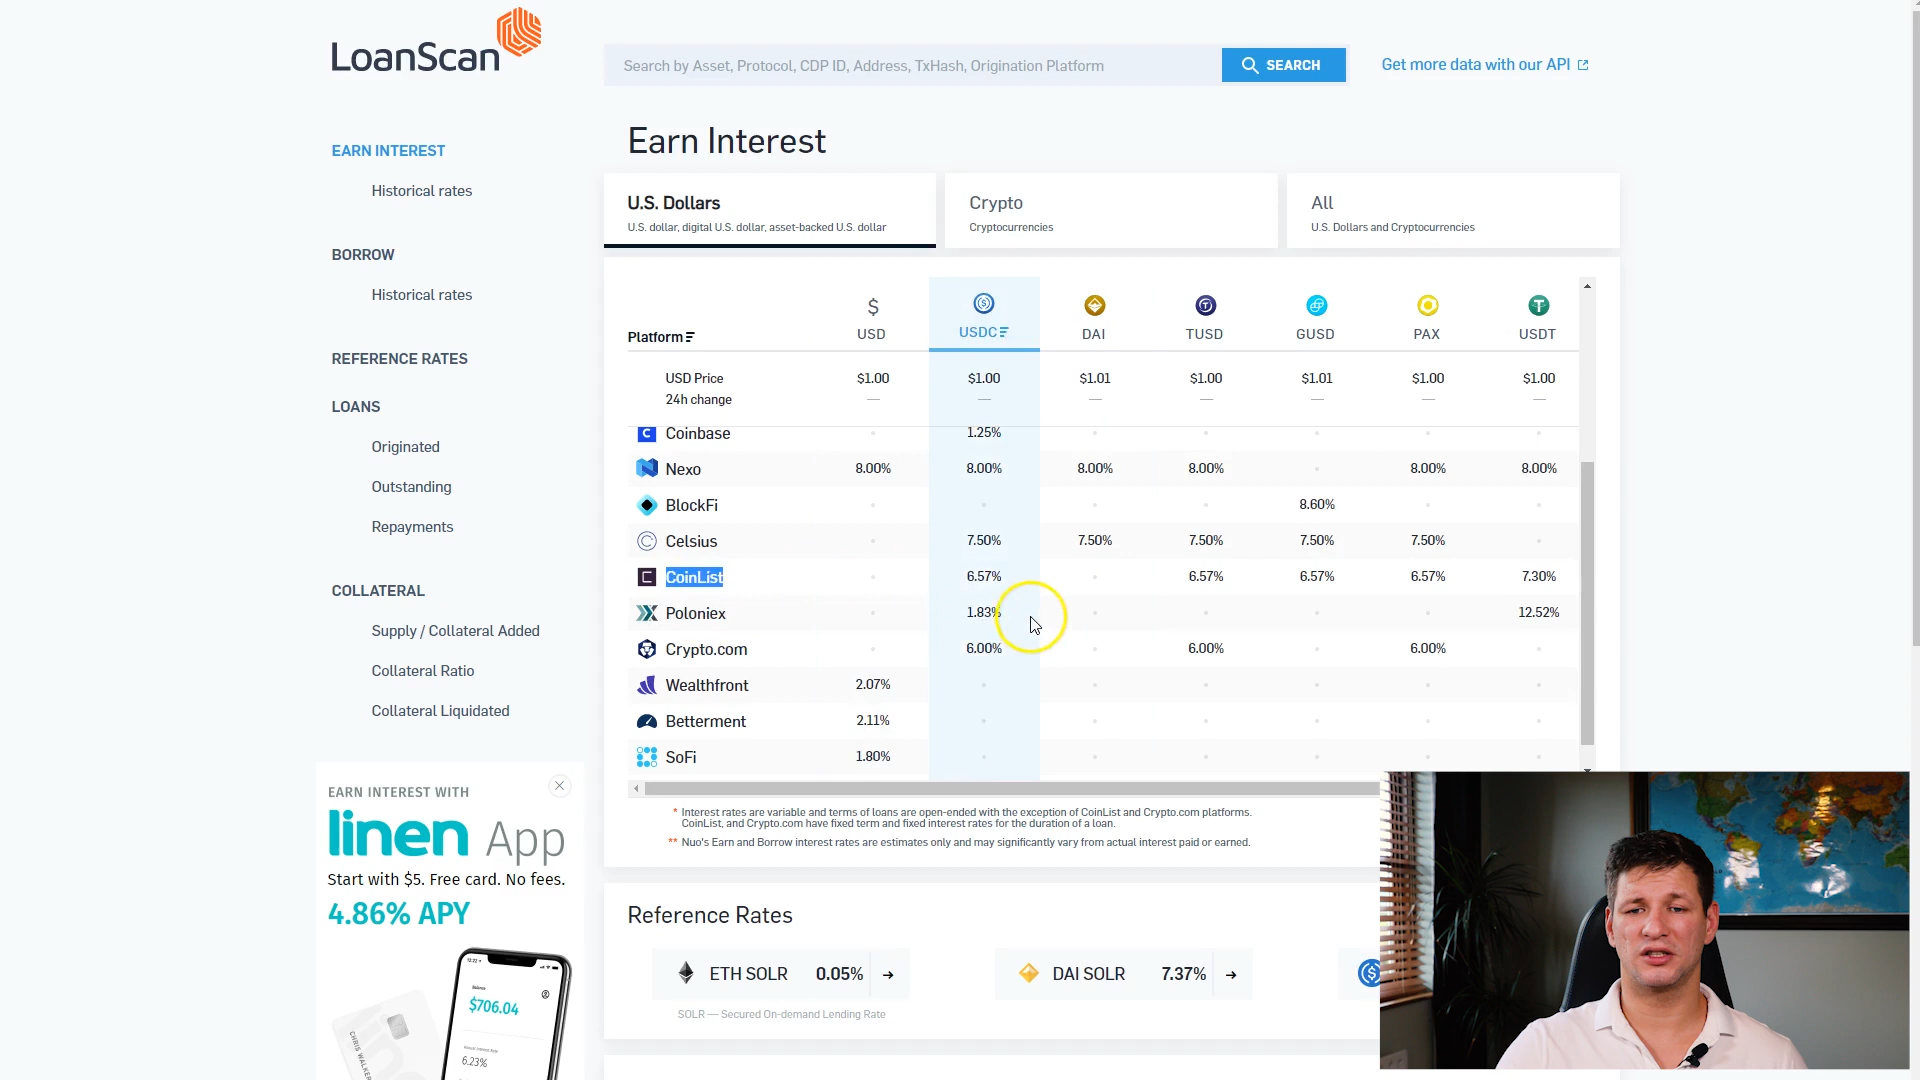 LoanScan
Search by Asset, Protocol, CDP ID, Address, TxHash, Origination Platform
SEARCH
Get more data with our API
EARN INTEREST
Historical rates
BORROW
Historical rates
REFERENCE RATES
LOANS
Originated
Outstanding
Repayments
COLLATERAL
Supply / Collateral Added
Collateral Ratio
Collateral Liquidated
EARN INTEREST WITH
linen App
Start with $5. Free card. No fees.
4.86% APY
Balance
$706.04
6.23%
Earn Interest
U.S. Dollars
U.S. dollar, digital U.S. dollar, asset-backed U.S. dollar
Crypto
Cryptocurrencies
All
U.S. Dollars and Cryptocurrencies
Platform USD USDC DAI TUSD GUSD PAX USDT
USD Price $1.00 $1.00 $1.01 $1.00 $1.01 $1.00 $1.00
24h change — — — — — — —
Coinbase 1.25%
Nexo 8.00% 8.00% 8.00% 8.00% 8.00% 8.00%
BlockFi 8.60%
Celsius 7.50% 7.50% 7.50% 7.50% 7.50%
CoinList 6.57% 6.57% 6.57% 6.57% 7.30%
Poloniex 1.83% 12.52%
Crypto.com 6.00% 6.00% 6.00%
Wealthfront 2.07%
Betterment 2.11%
SoFi 1.80%
* Interest rates are variable and terms of loans are open-ended with the exception of CoinList and Crypto.com platforms.
CoinList, and Crypto.com have fixed term and fixed interest rates for the duration of a loan.
** Nuo's Earn and Borrow interest rates are estimates only and may significantly vary from actual interest paid or earned.
Reference Rates
ETH SOLR 0.05% →
DAI SOLR 7.37% →
SOLR — Secured On-demand Lending Rate